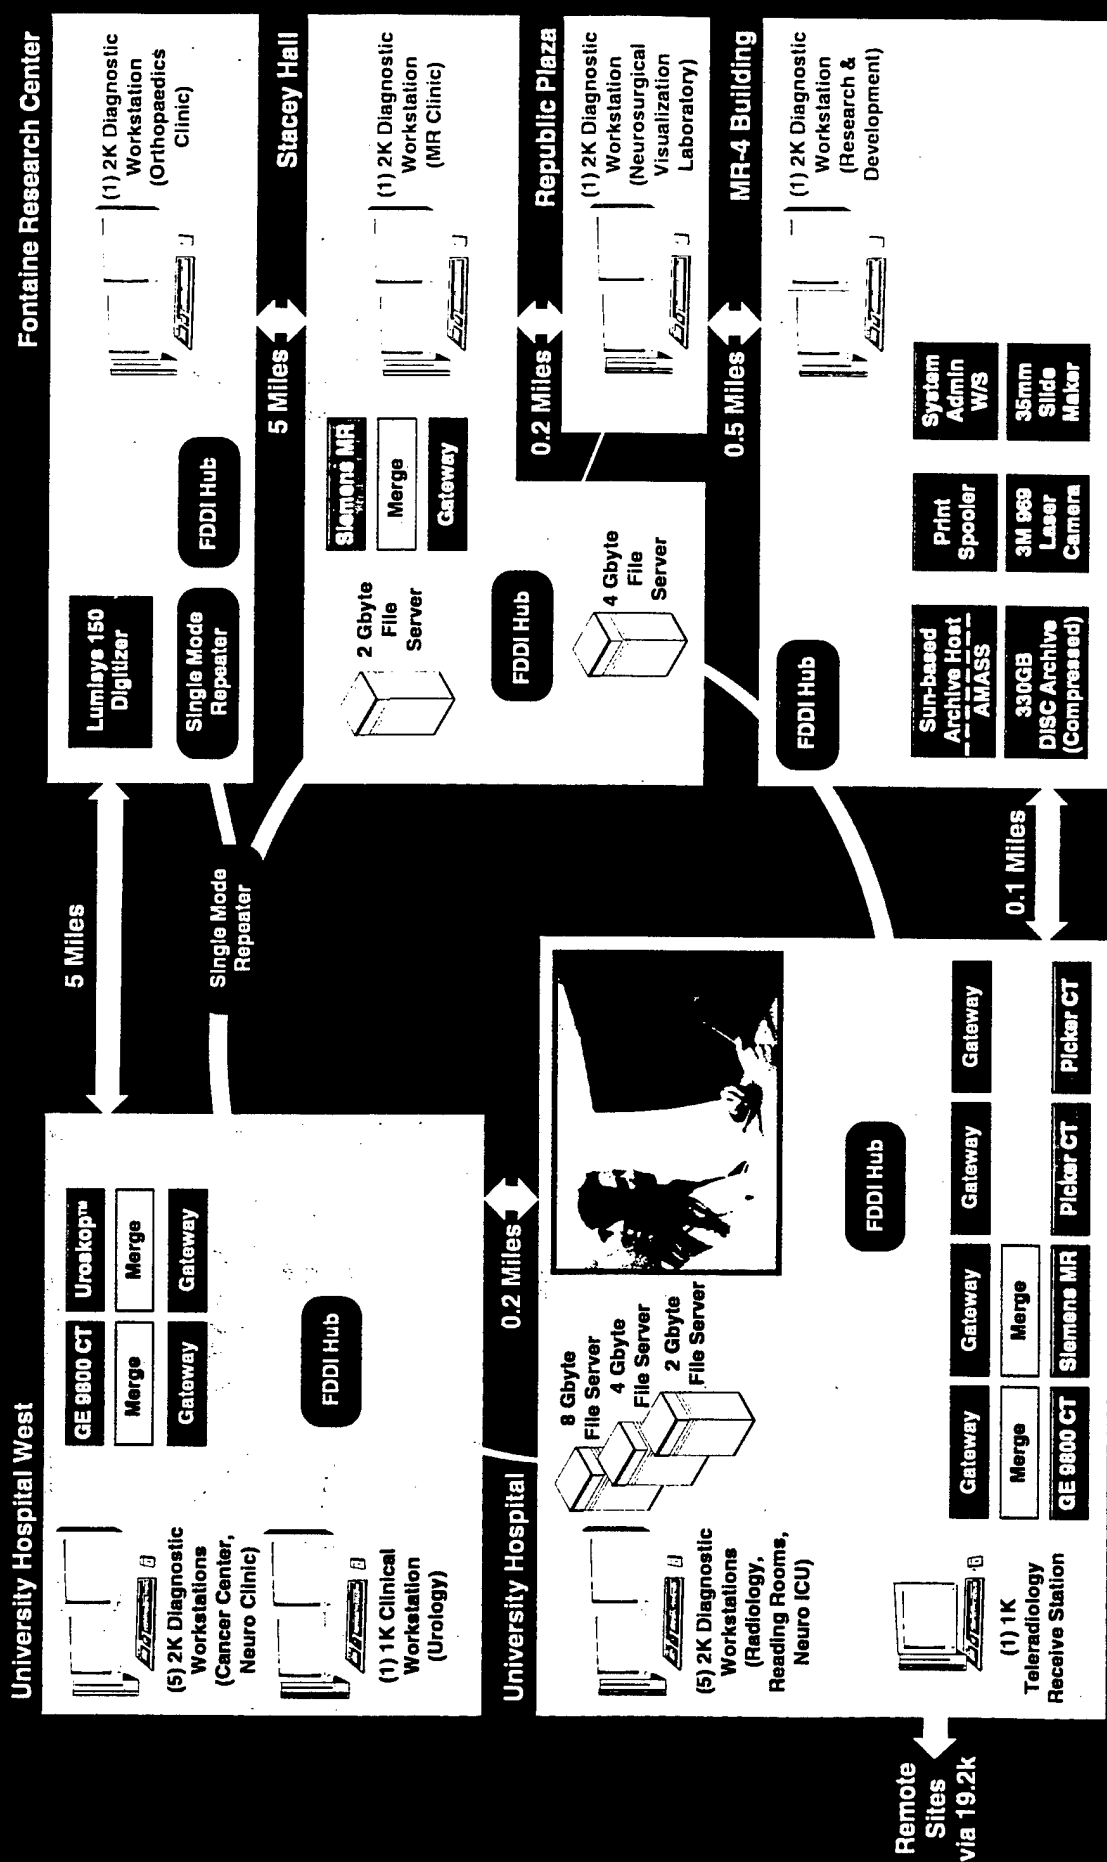 University Hospital West
(5) 2K Diagnostic
Workstations
(Cancer Center,
Neuro Clinic)
(1) 1K Clinical
Workstation
(Urology)
GE 9800 CT
Merge
Gateway
Uroskop™
Merge
Gateway
FDDI Hub
5 Miles
Single Mode
Repeater
Fontaine Research Center
Lumisys 150
Digitizer
Single Mode
Repeater
FDDI Hub
(1) 2K Diagnostic
Workstation
(Orthopaedics
Clinic)
5 Miles
Stacey Hall
2 Gbyte
File
Server
Siemens MR
Merge
Gateway
(1) 2K Diagnostic
Workstation
(MR Clinic)
FDDI Hub
4 Gbyte
File
Server
0.2 Miles
Republic Plaza
(1) 2K Diagnostic
Workstation
(Neurosurgical
Visualization
Laboratory)
0.5 Miles
MR-4 Building
(1) 2K Diagnostic
Workstation
(Research &
Development)
FDDI Hub
Sun-based
Archive Host
AMASS
330GB
DISC Archive
(Compressed)
Print
Spooler
3M 969
Laser
Camera
System
Admin
W/S
35mm
Slide
Maker
0.1 Miles
0.2 Miles
University Hospital
(5) 2K Diagnostic
Workstations
(Radiology,
Reading Rooms,
Neuro ICU)
8 Gbyte
File Server
4 Gbyte
File Server
2 Gbyte
File Server
FDDI Hub
(1) 1K
Teleradiology
Receive Station
Gateway
Merge
GE 9800 CT
Gateway
Merge
Siemens MR
Gateway
Picker CT
Gateway
Picker CT
Remote
Sites
via 19.2k